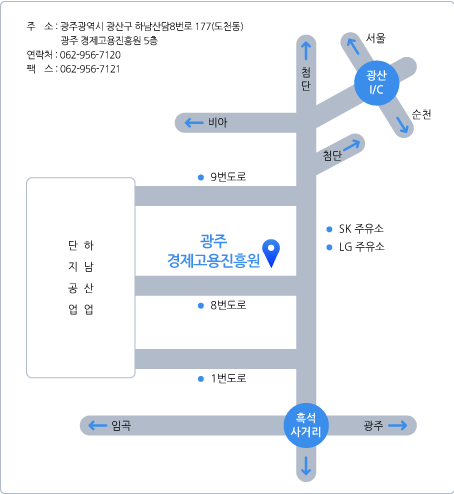 주 소 : 광주광역시 광산구 하남산담8번로 177(도천동)
광주 경제고용진흥원 5층
연락처 : 062-956-7120
팩 스 : 062-956-7121
서울
광산
I/C
첨
단
순천
비아
첨단
9번도로
SK 주유소
LG 주유소
광주
경제고용진흥원
단 하
지 남
공 산
업 업
8번도로
1번도로
흑석
사거리
임곡
광주